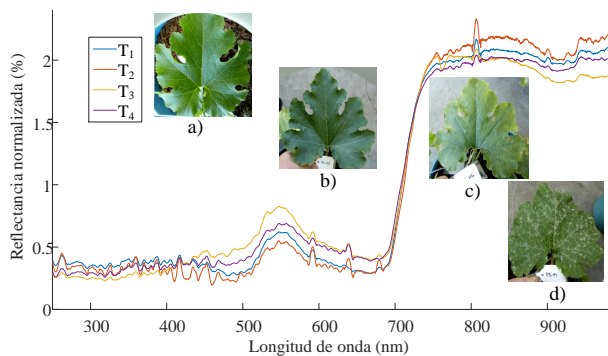 Reflectancia normalizada (%)
2
1.5
1
0.5
0
T1
T2
T3
T4
a)
b)
c)
d)
300 400 500 600 700 800 900
Longitud de onda (nm)